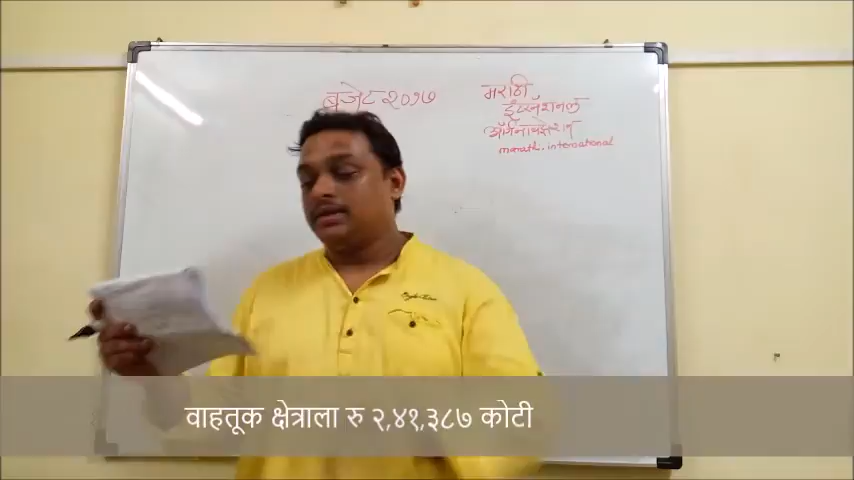 बजेट २०१७
मराठी
इंटरनॅशनल
ऑर्गनायझेशन
marathi.international
वाहतूक क्षेत्राला रु २,४१,३८७ कोटी